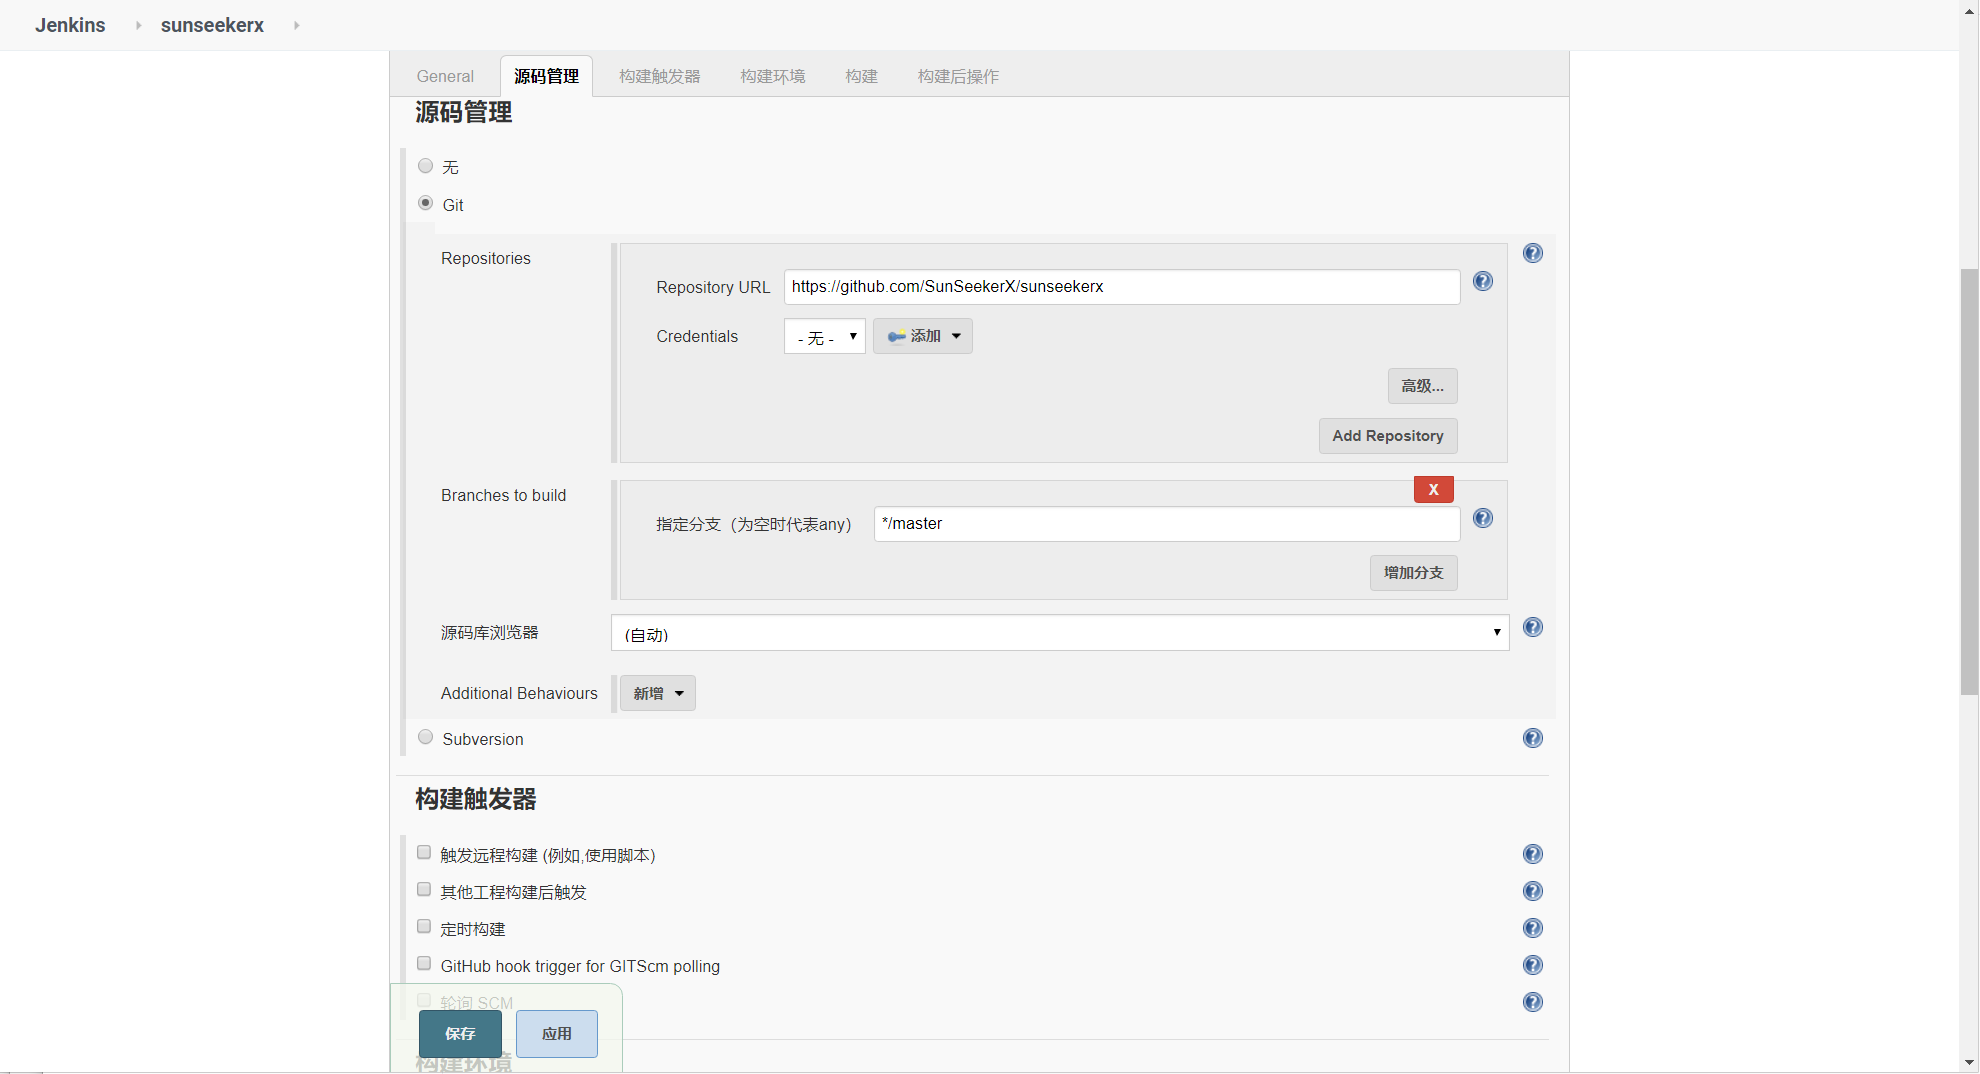 Jenkins sunseekerx
General 源码管理 构建触发器 构建环境 构建 构建后操作
源码管理
无
Git
Repositories
Repository URL https://github.com/SunSeekerX/sunseekerx
Credentials - 无 - 添加
高级...
Add Repository
X
Branches to build
指定分支（为空时代表any） */master
增加分支
源码库浏览器 (自动)
Additional Behaviours 新增
Subversion
构建触发器
触发远程构建 (例如,使用脚本)
其他工程构建后触发
定时构建
GitHub hook trigger for GITScm polling
轮询 SCM
保存 应用
构建环境